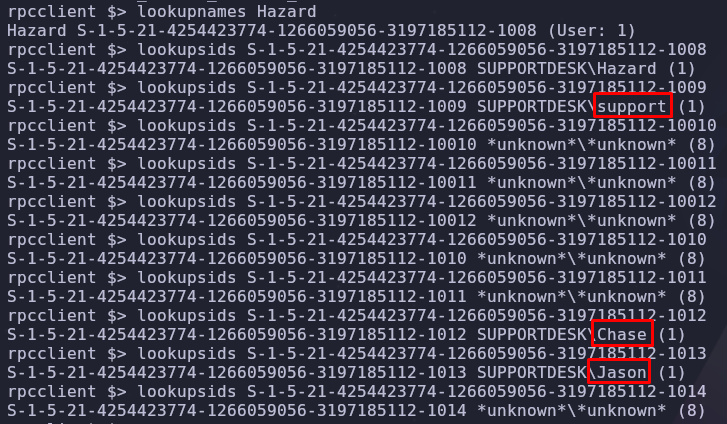 rpcclient $> lookupnames Hazard
Hazard S-1-5-21-4254423774-1266059056-3197185112-1008 (User: 1)
rpcclient $> lookupsids S-1-5-21-4254423774-1266059056-3197185112-1008
S-1-5-21-4254423774-1266059056-3197185112-1008 SUPPORTDESK\Hazard (1)
rpcclient $> lookupsids S-1-5-21-4254423774-1266059056-3197185112-1009
S-1-5-21-4254423774-1266059056-3197185112-1009 SUPPORTDESK\support (1)
rpcclient $> lookupsids S-1-5-21-4254423774-1266059056-3197185112-10010
S-1-5-21-4254423774-1266059056-3197185112-10010 *unknown*\*unknown* (8)
rpcclient $> lookupsids S-1-5-21-4254423774-1266059056-3197185112-10011
S-1-5-21-4254423774-1266059056-3197185112-10011 *unknown*\*unknown* (8)
rpcclient $> lookupsids S-1-5-21-4254423774-1266059056-3197185112-10012
S-1-5-21-4254423774-1266059056-3197185112-10012 *unknown*\*unknown* (8)
rpcclient $> lookupsids S-1-5-21-4254423774-1266059056-3197185112-1010
S-1-5-21-4254423774-1266059056-3197185112-1010 *unknown*\*unknown* (8)
rpcclient $> lookupsids S-1-5-21-4254423774-1266059056-3197185112-1011
S-1-5-21-4254423774-1266059056-3197185112-1011 *unknown*\*unknown* (8)
rpcclient $> lookupsids S-1-5-21-4254423774-1266059056-3197185112-1012
S-1-5-21-4254423774-1266059056-3197185112-1012 SUPPORTDESK\Chase (1)
rpcclient $> lookupsids S-1-5-21-4254423774-1266059056-3197185112-1013
S-1-5-21-4254423774-1266059056-3197185112-1013 SUPPORTDESK\Jason (1)
rpcclient $> lookupsids S-1-5-21-4254423774-1266059056-3197185112-1014
S-1-5-21-4254423774-1266059056-3197185112-1014 *unknown*\*unknown* (8)